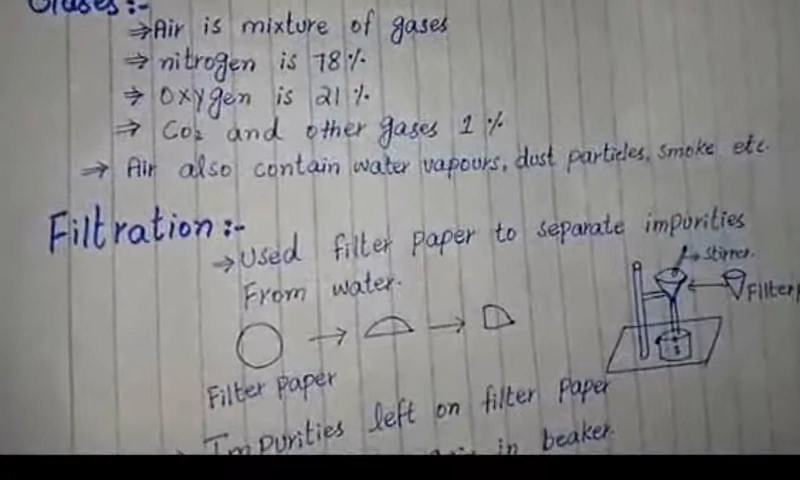 Gases:-
⇒ Air is mixture of gases
⇒ nitrogen is 78%
⇒ Oxygen is 21%
⇒ CO₂ and other gases 1%
⇒ Air also contain water vapours, dust particles, smoke etc.
Filtration:-
⇒ Used filter paper to separate impurities
From water.
→ Stirrer
Filter
Filter paper
Impurities left on filter paper
in beaker.